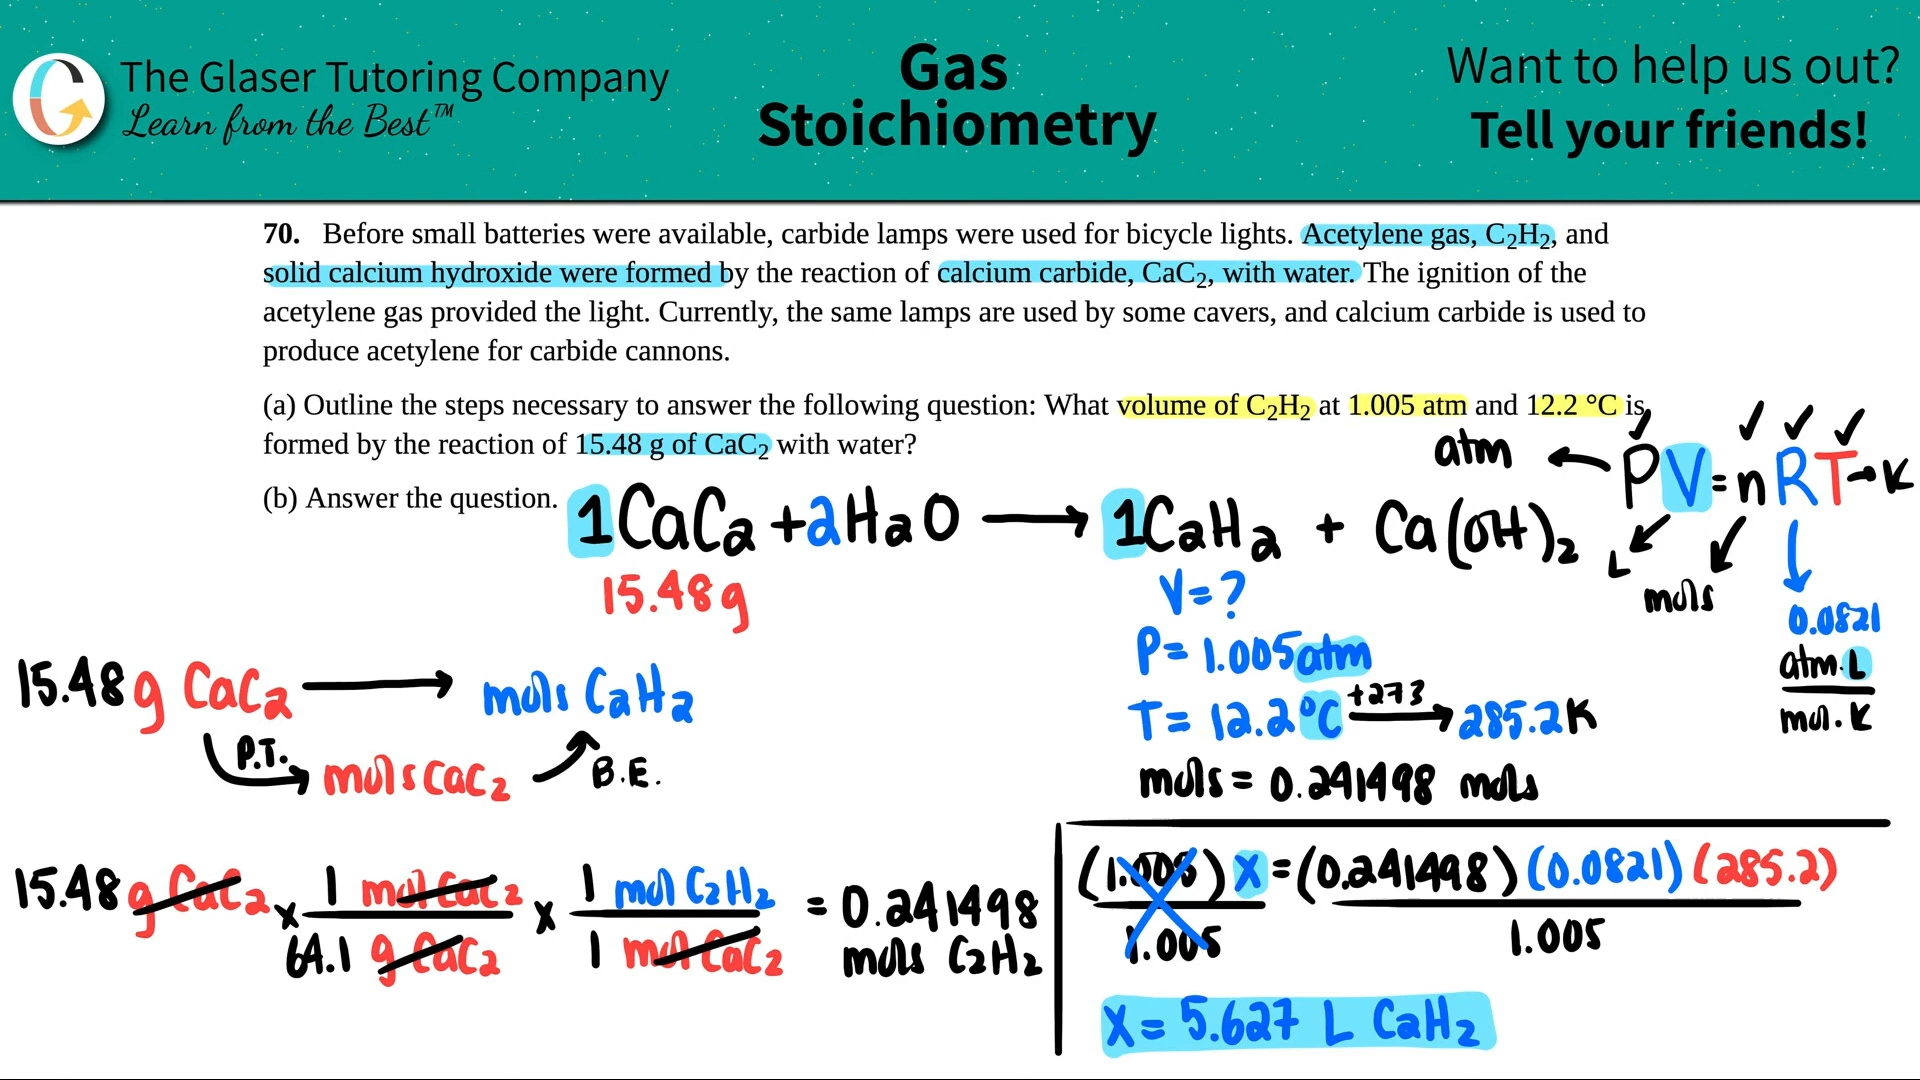 The Glaser Tutoring Company
Learn from the Best™
Gas
Stoichiometry
Want to help us out?
Tell your friends!
70. Before small batteries were available, carbide lamps were used for bicycle lights. Acetylene gas, C₂H₂, and
solid calcium hydroxide were formed by the reaction of calcium carbide, CaC₂, with water. The ignition of the
acetylene gas provided the light. Currently, the same lamps are used by some cavers, and calcium carbide is used to
produce acetylene for carbide cannons.
(a) Outline the steps necessary to answer the following question: What volume of C₂H₂ at 1.005 atm and 12.2 °C is
formed by the reaction of 15.48 g of CaC₂ with water?
(b) Answer the question.
atm ← PV = nRT → K
L
mols
0.0821
atm·L
mol·K
1CaC₂ + 2H₂O → 1C₂H₂ + Ca(OH)₂
15.48g
V = ?
P = 1.005atm
T = 12.2°C +273 → 285.2K
mols = 0.241498 mols
15.48g CaC₂ → mols C₂H₂
P.T. mols CaC₂ B.E.
15.48 g CaC₂ x 1 mol CaC₂ x 1 mol C₂H₂ = 0.241498
64.1 g CaC₂ 1 mol CaC₂ mols C₂H₂
(1.005) x = (0.241498)(0.0821)(285.2)
1.005 1.005
x = 5.627 L C₂H₂